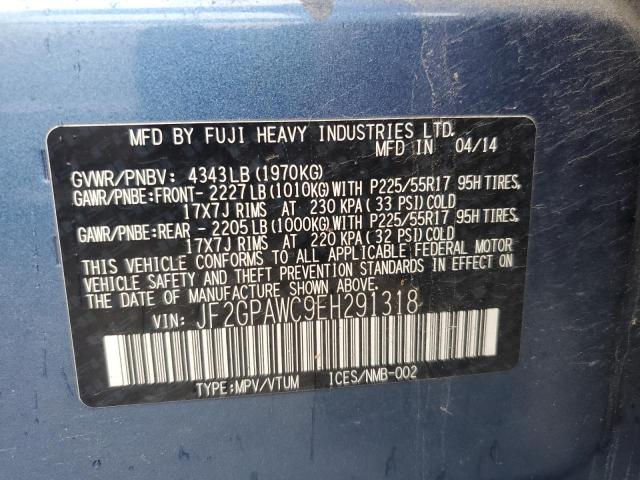 MFD BY FUJI HEAVY INDUSTRIES LTD.
MFD IN 04/14
GVWR/PNBV: 4343LB (1970KG)
GAWR/PNBE:FRONT- 2227LB (1010KG) WITH P225/55R17 95H TIRES,
17X7J RIMS AT 230 KPA ( 33 PSI) COLD
GAWR/PNBE:REAR - 2205LB (1000KG) WITH P225/55R17 95H TIRES,
17X7J RIMS AT 220 KPA (32 PSI) COLD
THIS VEHICLE CONFORMS TO ALL APPLICABLE FEDERAL MOTOR
VEHICLE SAFETY AND THEFT PREVENTION STANDARDS IN EFFECT
ON THE DATE OF MANUFACTURE SHOWN ABOVE.
VIN: JF2GPAWC9EH291318
TYPE:MPV/VTUM ICES/NMB-002